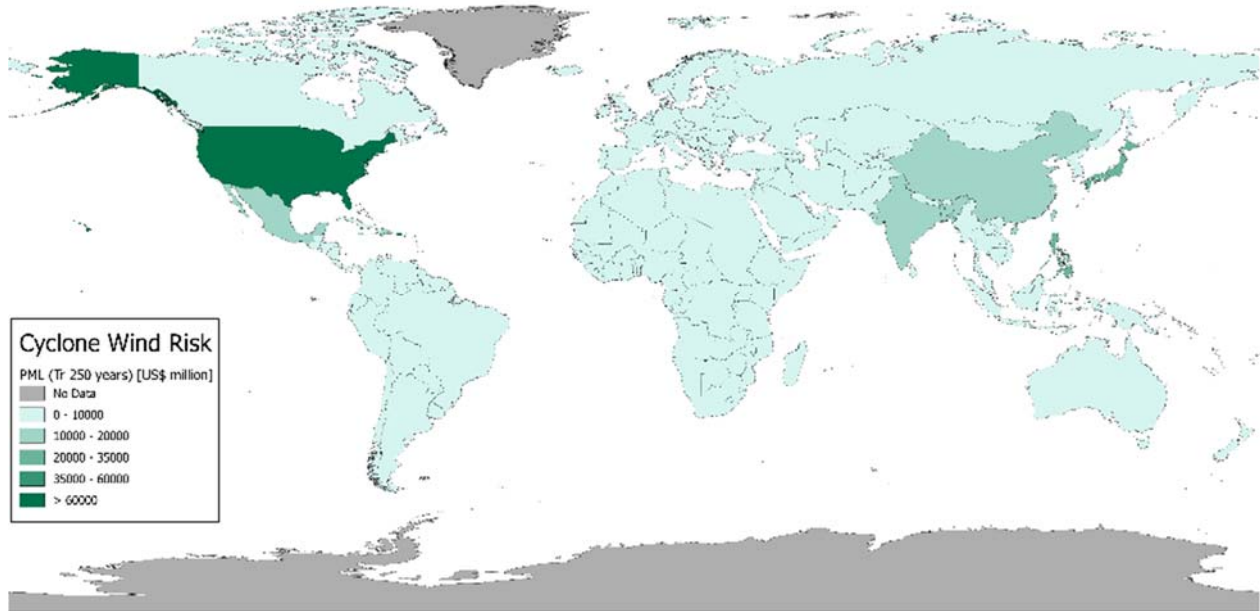 Cyclone Wind Risk
PML (Tr 250 years) [US$ million]
No Data
0 - 10000
10000 - 20000
20000 - 35000
35000 - 60000
> 60000